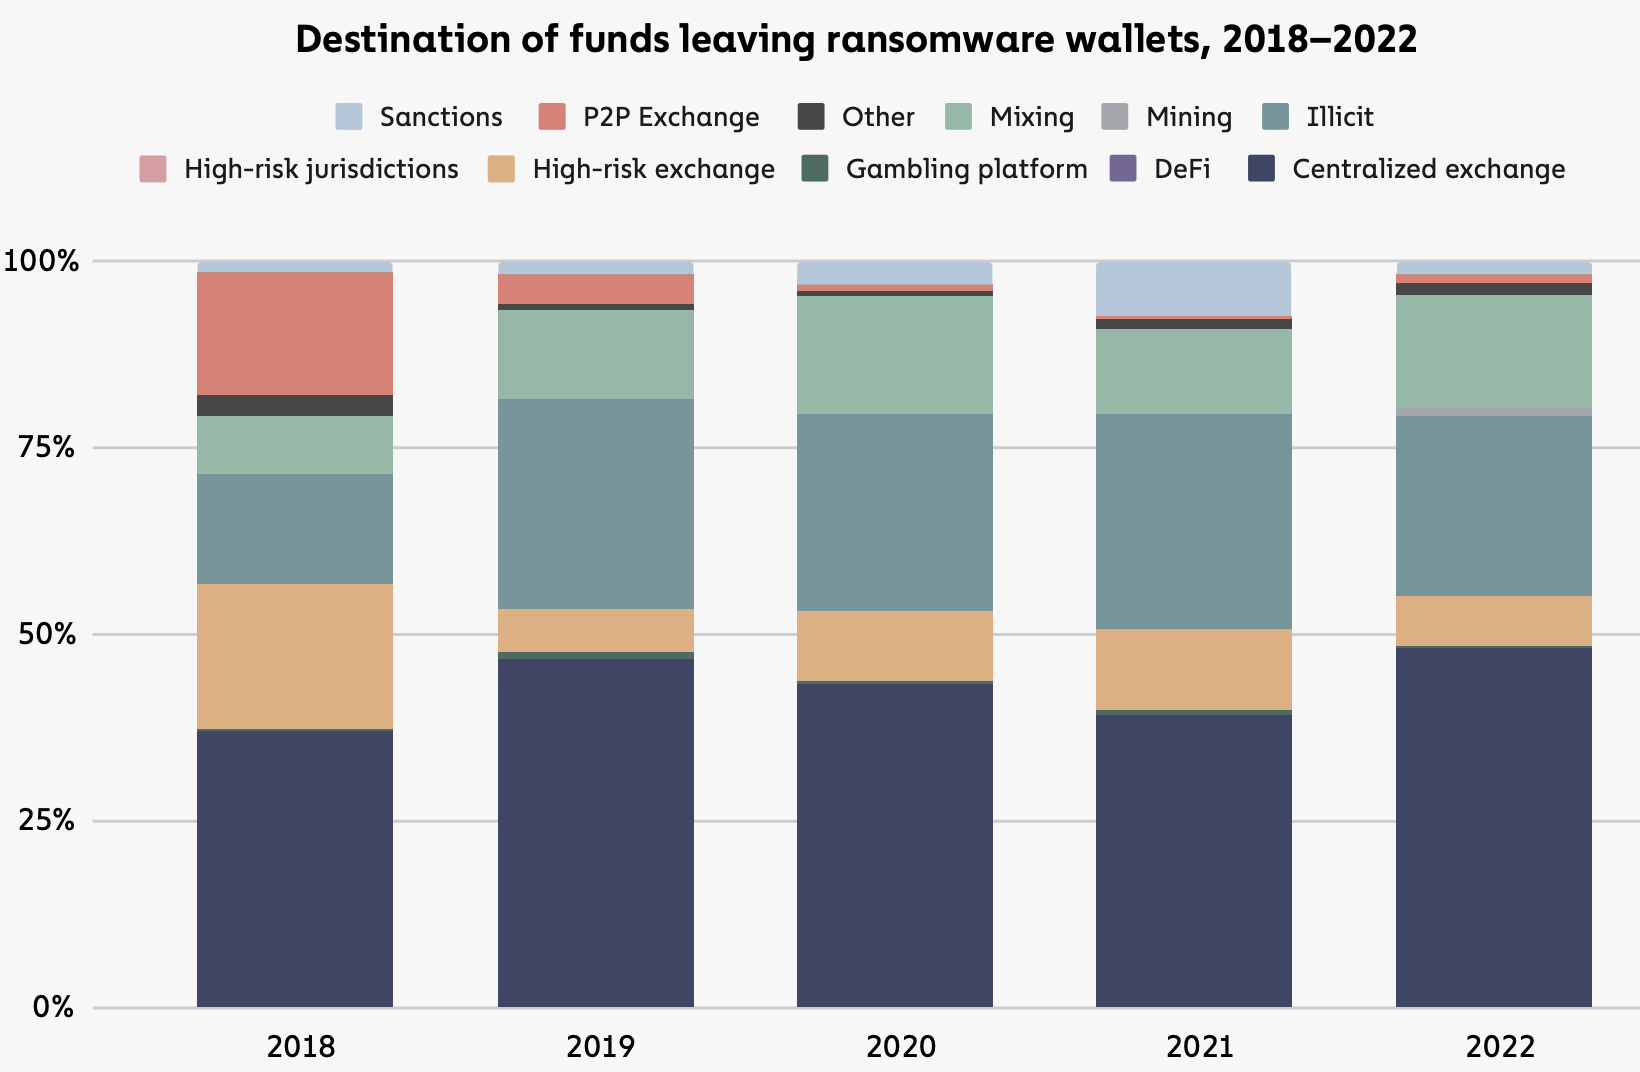 Destination of funds leaving ransomware wallets, 2018–2022
Sanctions P2P Exchange Other Mixing Mining Illicit
High-risk jurisdictions High-risk exchange Gambling platform DeFi Centralized exchange
100%
75%
50%
25%
0%
2018 2019 2020 2021 2022